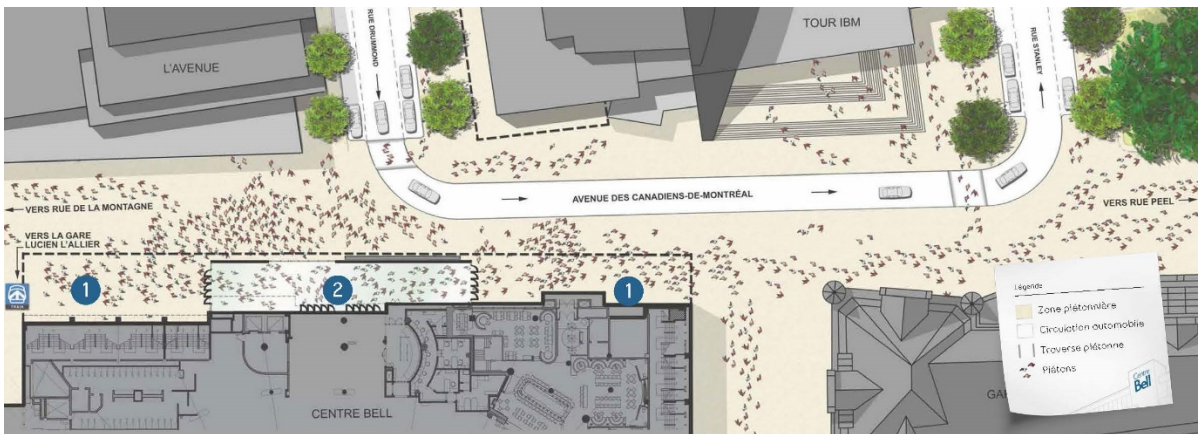 L'AVENUE
RUE DRUMMOND
TOUR IBM
RUE STANLEY
AVENUE DES CANADIENS-DE-MONTRÉAL
VERS RUE DE LA MONTAGNE
VERS RUE PEEL
VERS LA GARE
LUCIEN L'ALLIER
1
2
1
CENTRE BELL
Légende
Zone piétonnière
Circulation automobile
Traverse piétonne
Piétons
Centre
Bell